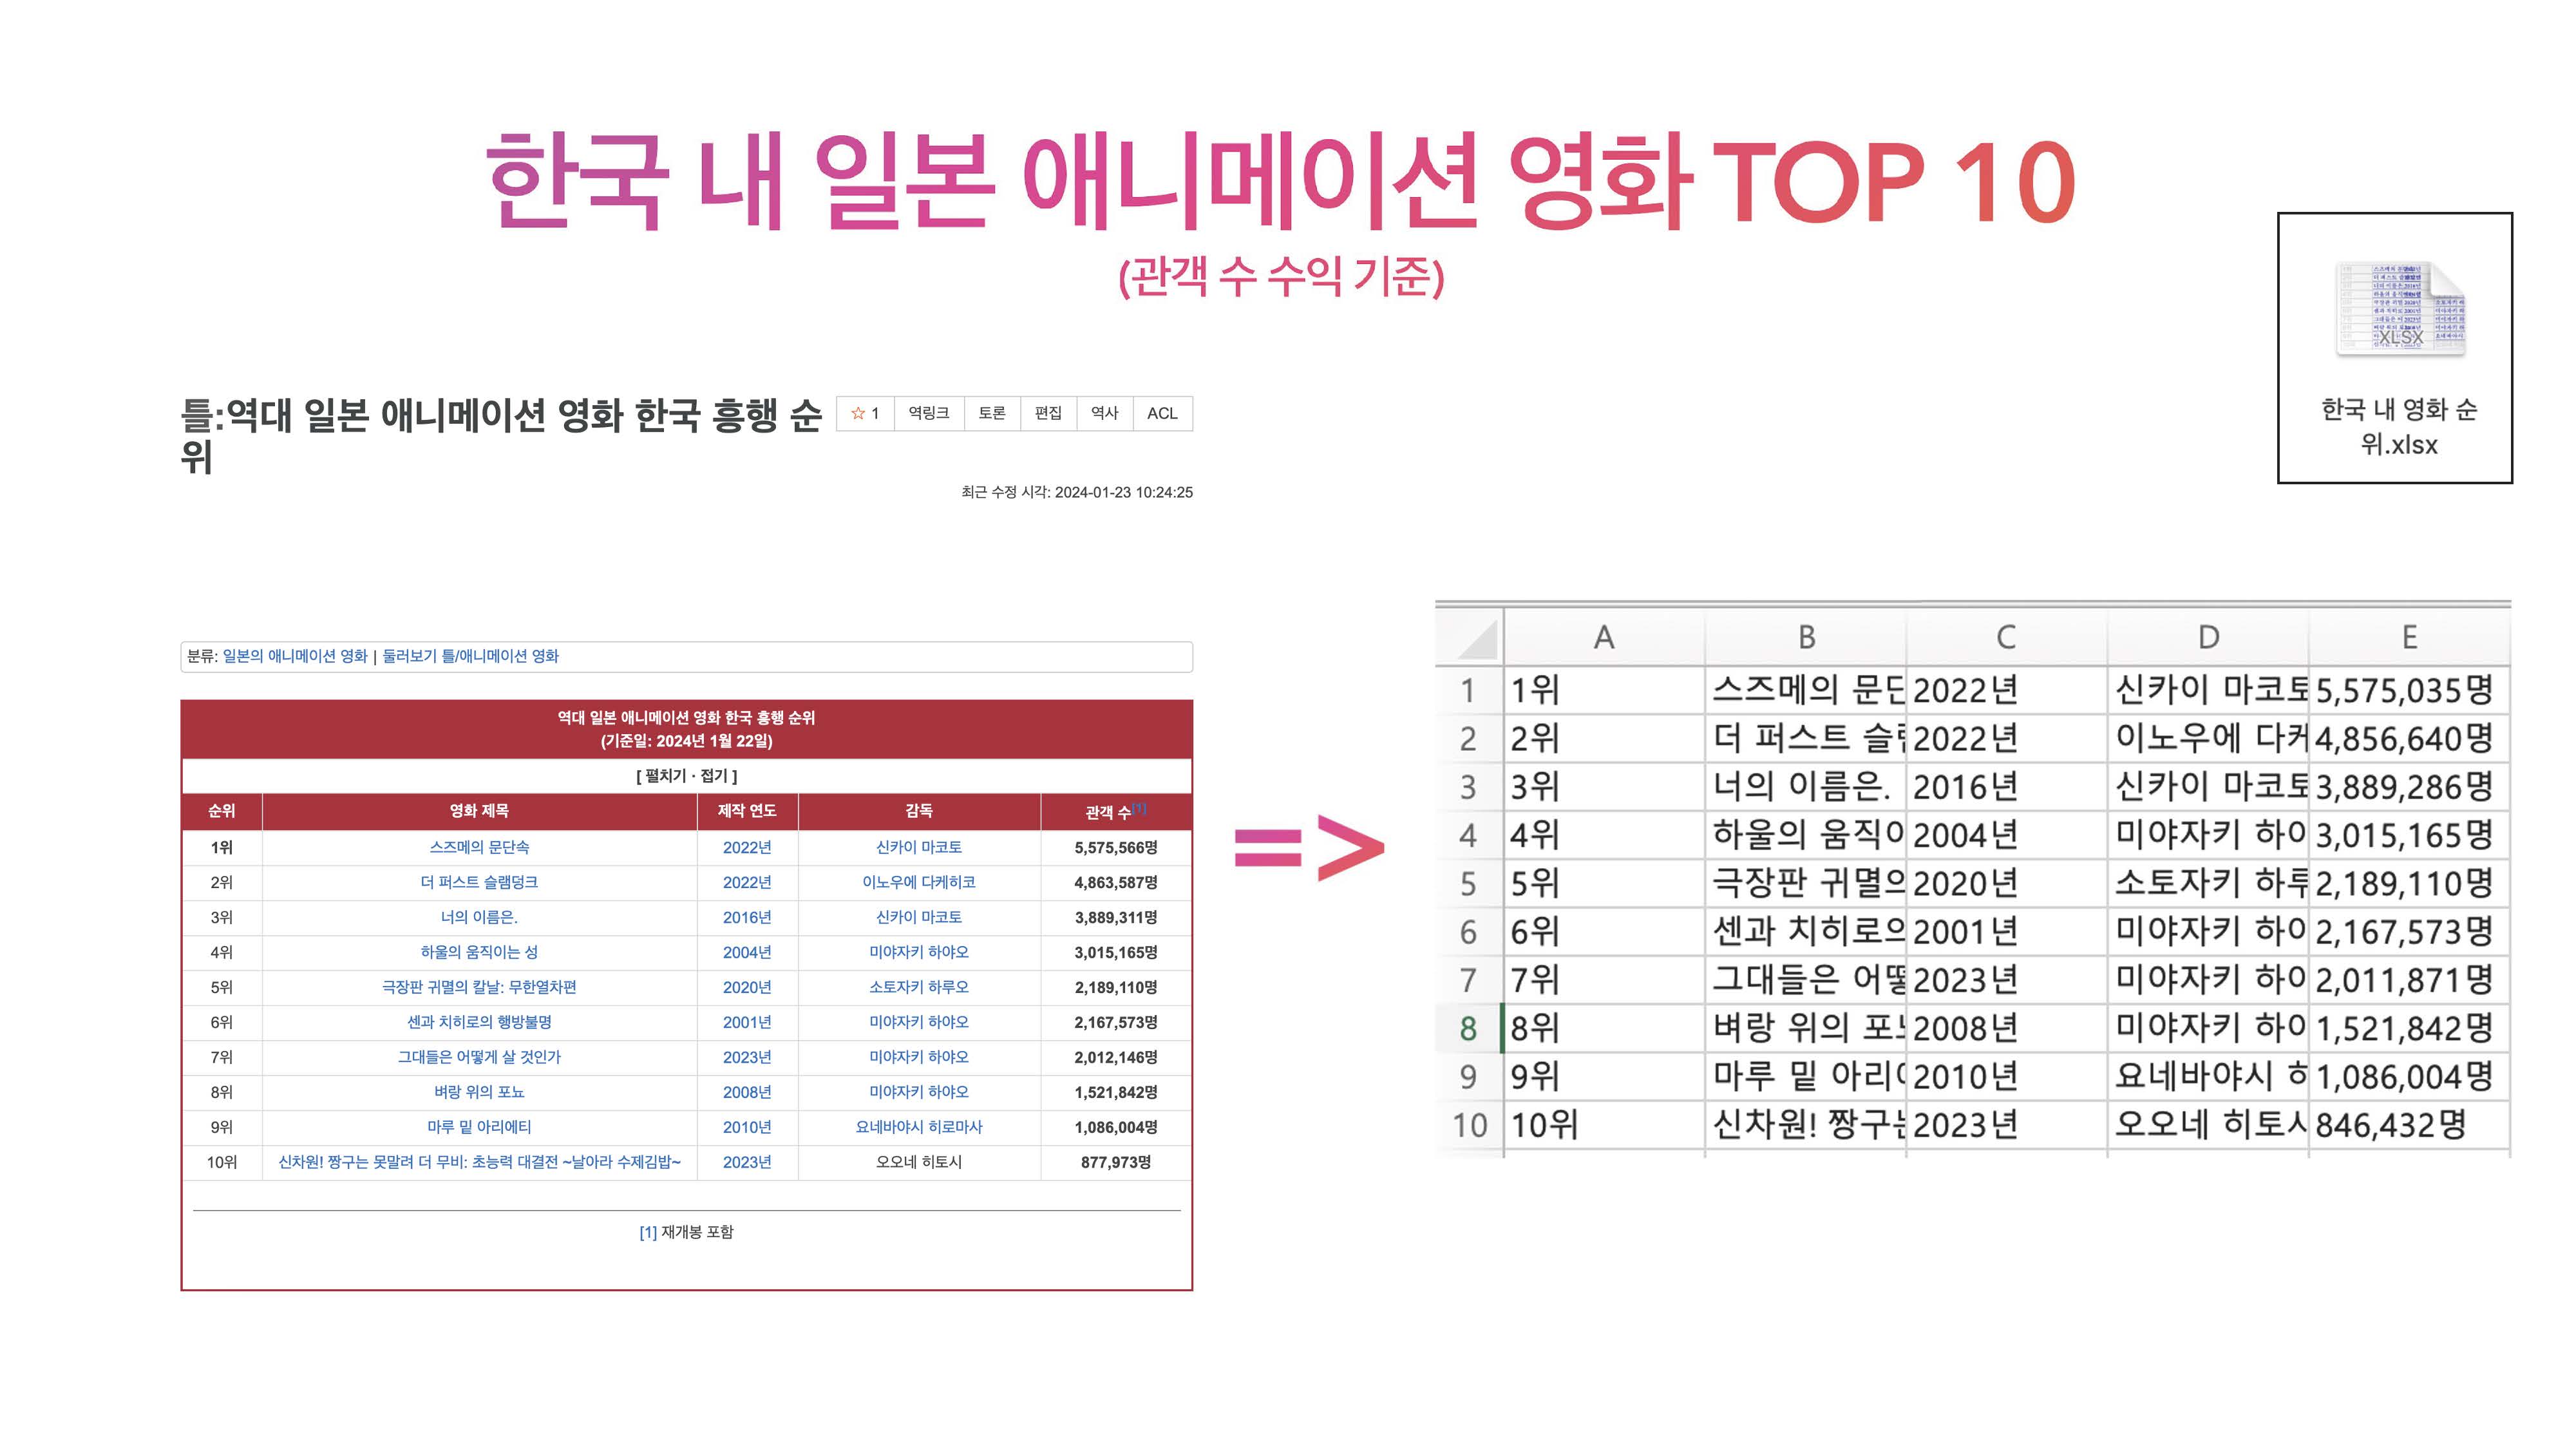 한국 내 일본 애니메이션 영화 TOP 10
(관객 수 수익 기준)
XLSX
한국 내 영화 순
위.xlsx
틀:역대 일본 애니메이션 영화 한국 흥행 순
위
☆ 1 역링크 토론 편집 역사 ACL
최근 수정 시각: 2024-01-23 10:24:25
분류: 일본의 애니메이션 영화 | 둘러보기 틀/애니메이션 영화
역대 일본 애니메이션 영화 한국 흥행 순위
(기준일: 2024년 1월 22일)
[ 펼치기 · 접기 ]
순위 영화 제목 제작 연도 감독 관객 수[1]
1위 스즈메의 문단속 2022년 신카이 마코토 5,575,566명
2위 더 퍼스트 슬램덩크 2022년 이노우에 다케히코 4,863,587명
3위 너의 이름은. 2016년 신카이 마코토 3,889,311명
4위 하울의 움직이는 성 2004년 미야자키 하야오 3,015,165명
5위 극장판 귀멸의 칼날: 무한열차편 2020년 소토자키 하루오 2,189,110명
6위 센과 치히로의 행방불명 2001년 미야자키 하야오 2,167,573명
7위 그대들은 어떻게 살 것인가 2023년 미야자키 하야오 2,012,146명
8위 벼랑 위의 포뇨 2008년 미야자키 하야오 1,521,842명
9위 마루 밑 아리에티 2010년 요네바야시 히로마사 1,086,004명
10위 신차원! 짱구는 못말려 더 무비: 초능력 대결전 ~날아라 수제김밥~ 2023년 오오네 히토시 877,973명
[1] 재개봉 포함
=>
A B C D E
1 1위 스즈메의 문단 2022년 신카이 마코토 5,575,035명
2 2위 더 퍼스트 슬램 2022년 이노우에 다케 4,856,640명
3 3위 너의 이름은. 2016년 신카이 마코토 3,889,286명
4 4위 하울의 움직이 2004년 미야자키 하야 3,015,165명
5 5위 극장판 귀멸의 2020년 소토자키 하루 2,189,110명
6 6위 센과 치히로의 2001년 미야자키 하야 2,167,573명
7 7위 그대들은 어떻 2023년 미야자키 하야 2,011,871명
8 8위 벼랑 위의 포뇨 2008년 미야자키 하야 1,521,842명
9 9위 마루 밑 아리에 2010년 요네바야시 히 1,086,004명
10 10위 신차원! 짱구는 2023년 오오네 히토시 846,432명